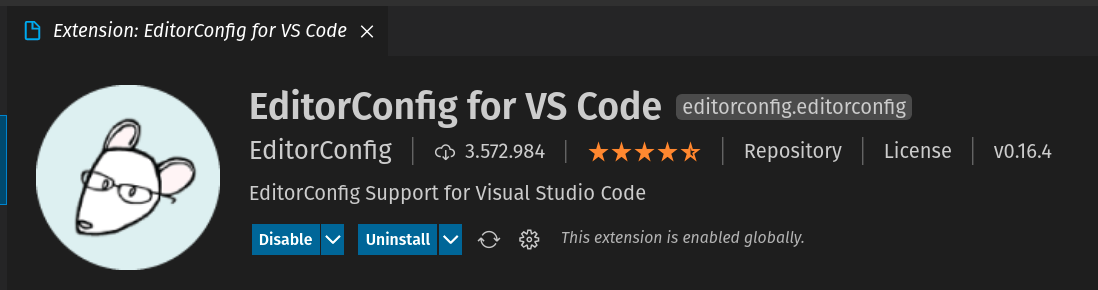 Extension: EditorConfig for VS Code
EditorConfig for VS Code editorconfig.editorconfig
EditorConfig 3.572.984 Repository License v0.16.4
EditorConfig Support for Visual Studio Code
Disable Uninstall This extension is enabled globally.